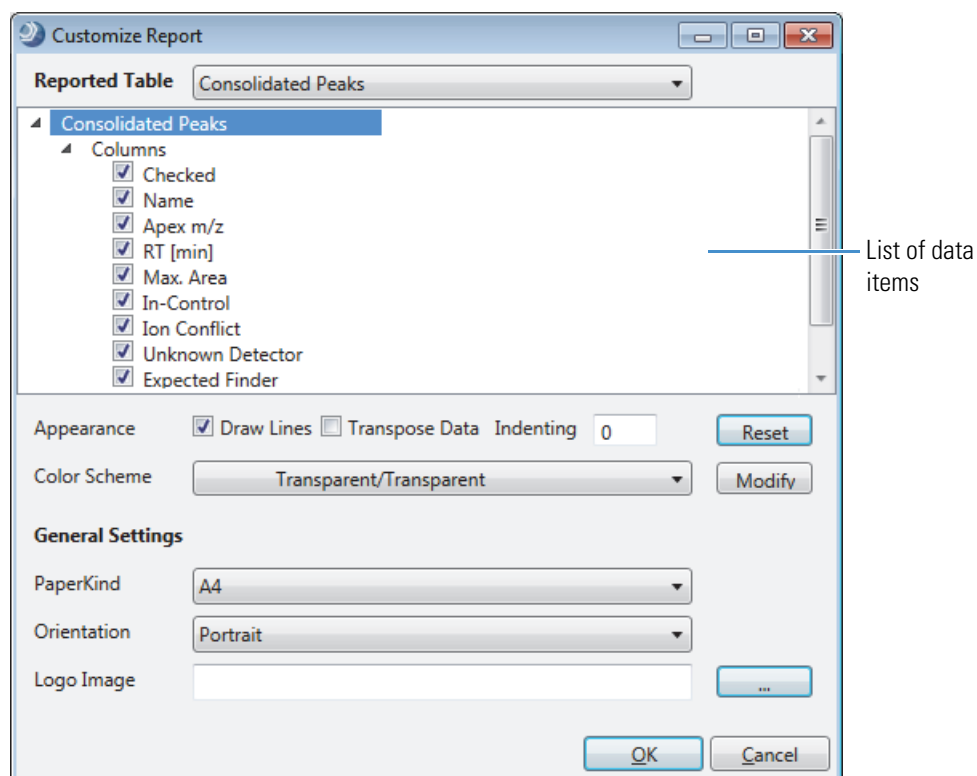 Customize Report
Reported Table Consolidated Peaks
Consolidated Peaks
Columns
Checked
Name
Apex m/z
RT [min]
Max. Area
In-Control
Ion Conflict
Unknown Detector
Expected Finder
List of data
items
Appearance Draw Lines Transpose Data Indenting 0 Reset
Color Scheme Transparent/Transparent Modify
General Settings
PaperKind A4
Orientation Portrait
Logo Image ...
OK Cancel